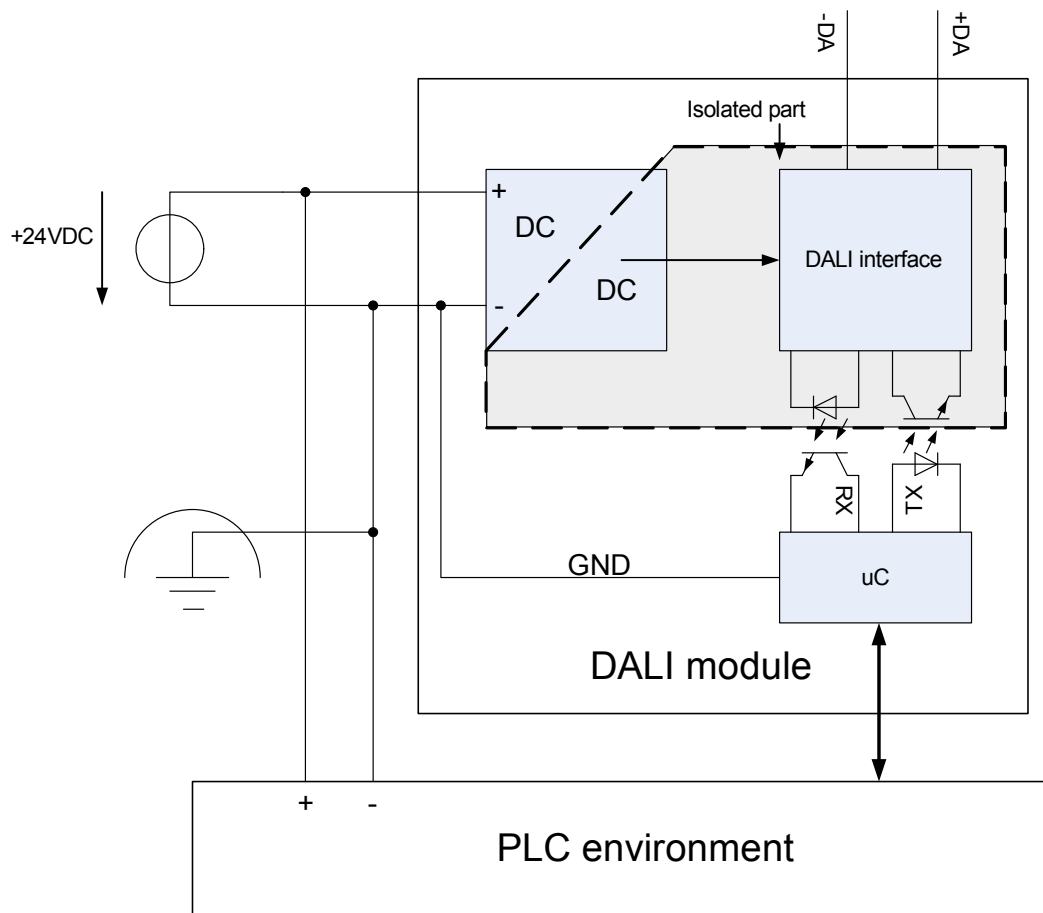 -DA
+DA
Isolated part
+
DC
+24VDC
DC
DALI interface
-
RX
TX
GND
uC
DALI module
+
-
PLC environment